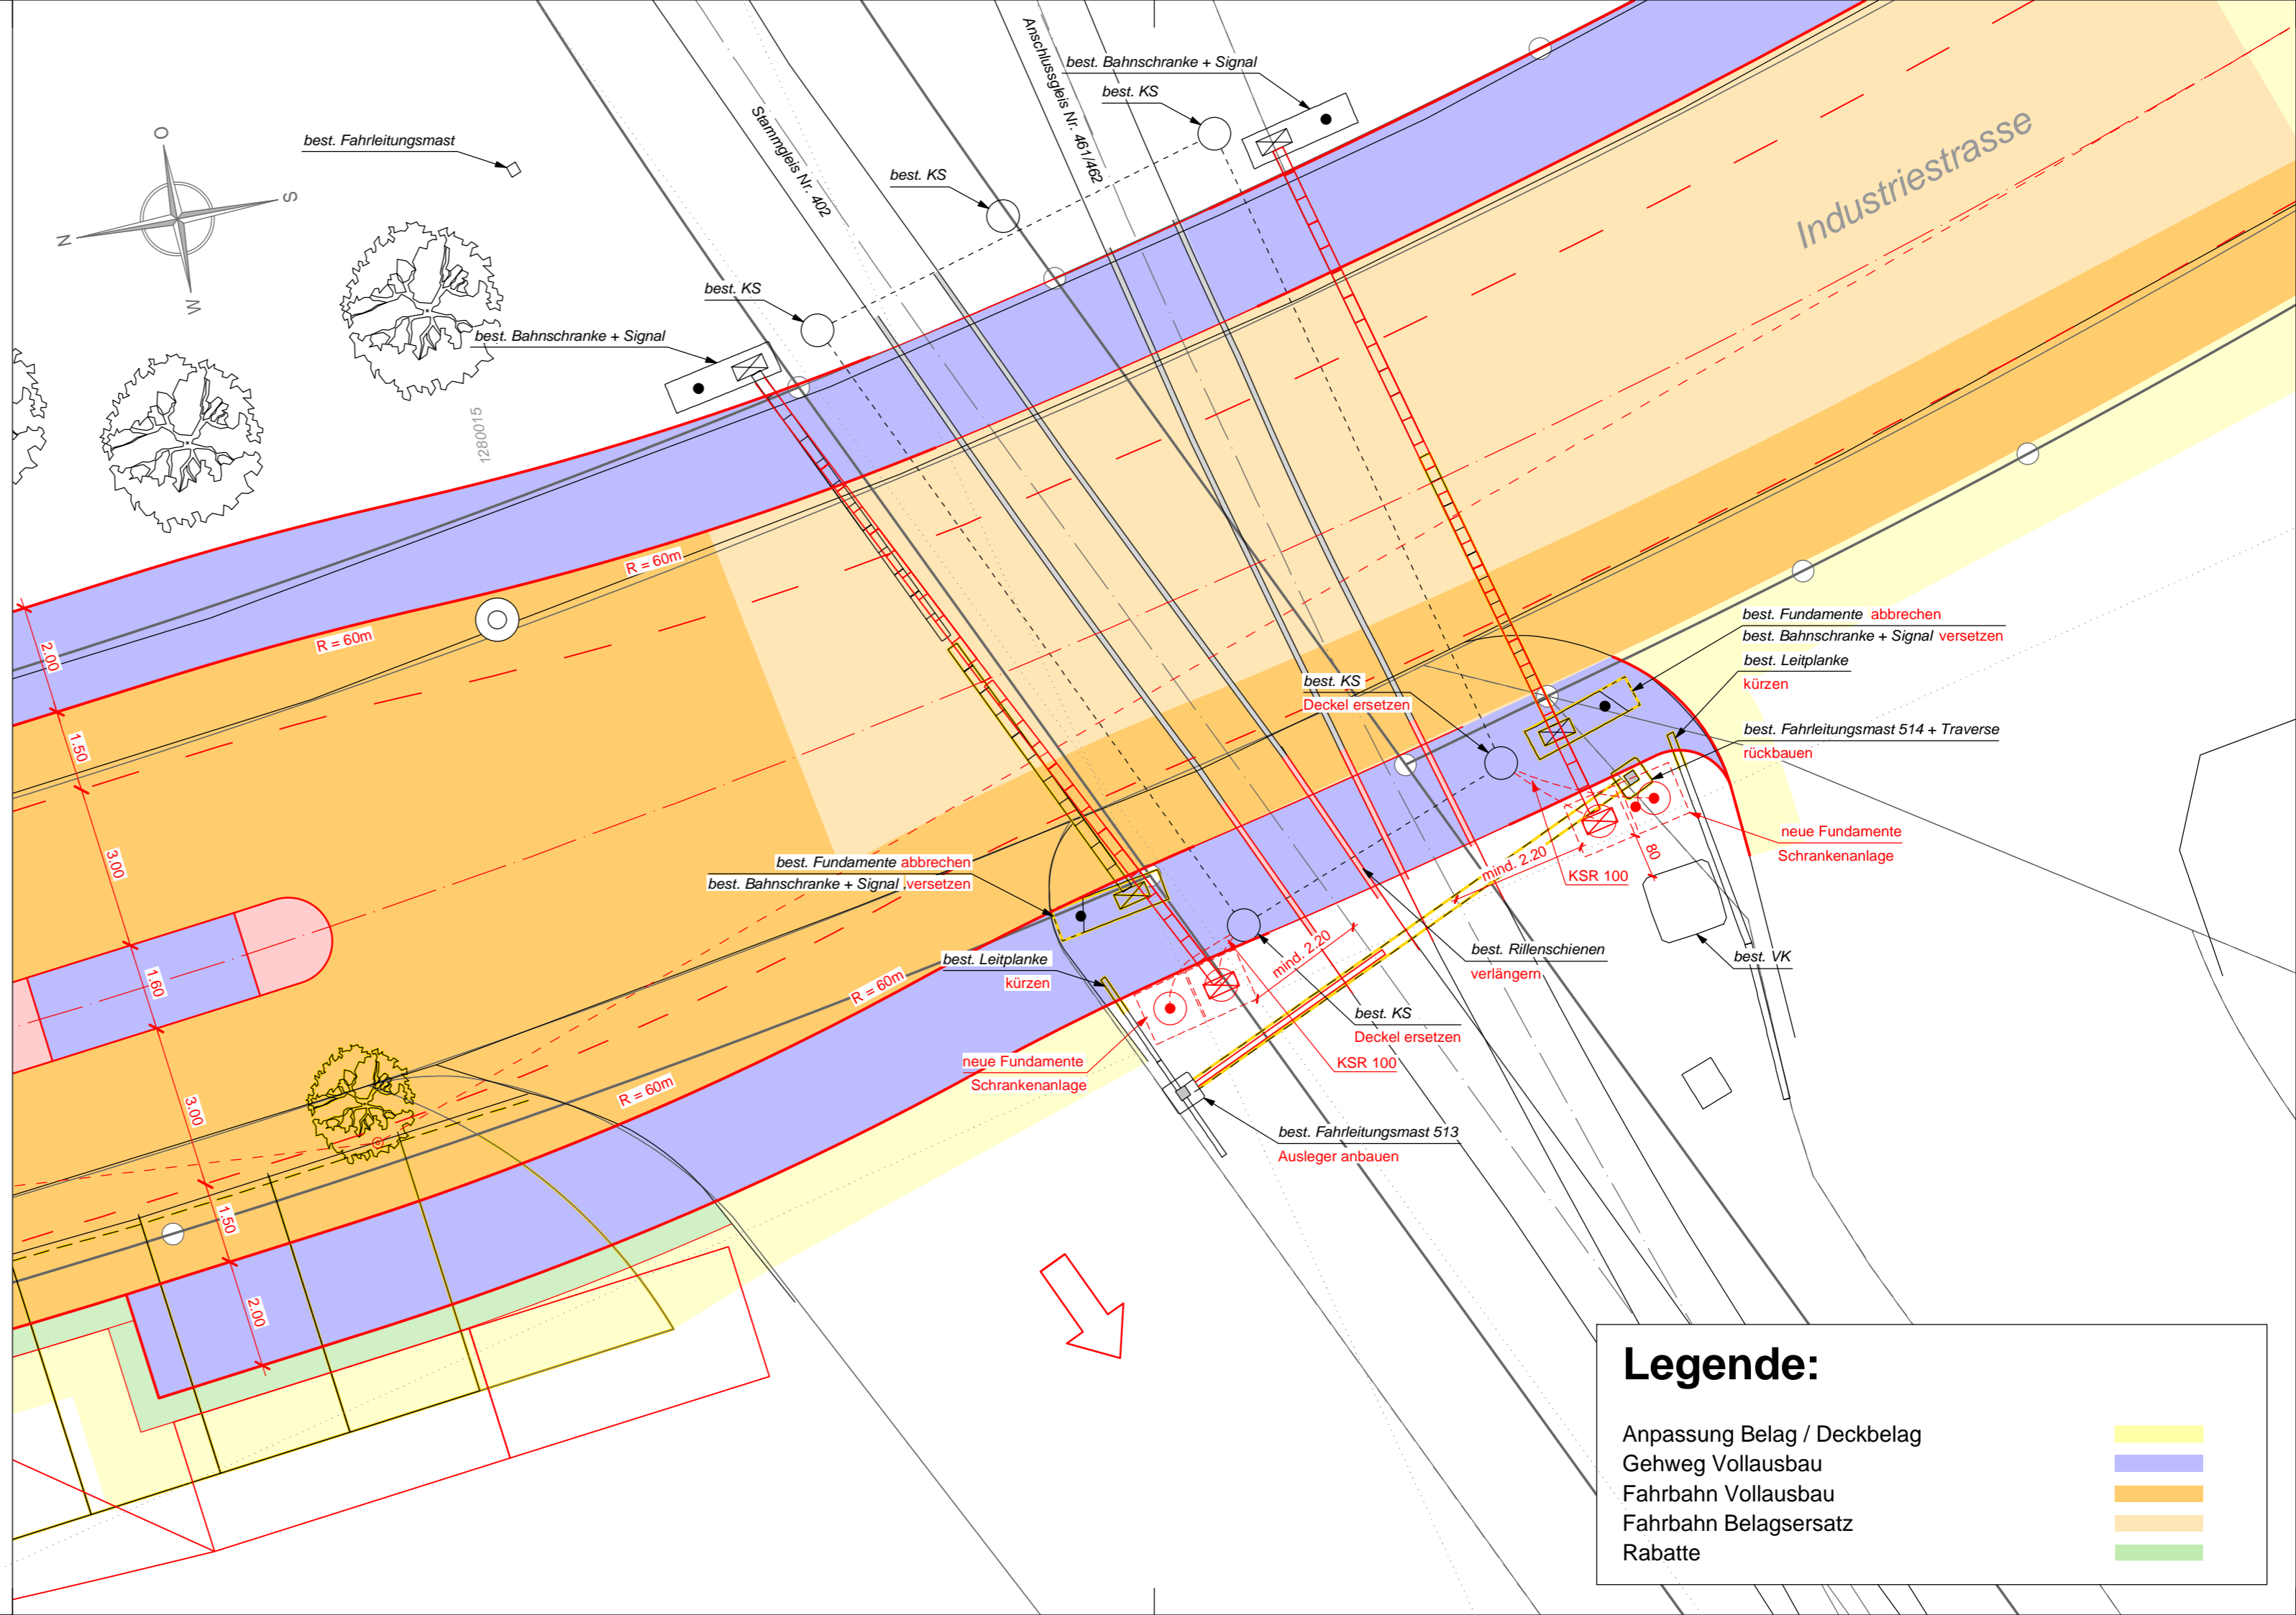 best. Bahnschranke + Signal
best. KS
Anschlussgleis Nr. 461/462
Stammgleis Nr. 402
best. Fahrleitungsmast
O
S
N
W
best. KS
Industriestrasse
best. KS
best. Bahnschranke + Signal
12280015
R = 60m
R = 60m
2.00
1.50
3.00
1.60
3.00
1.50
2.00
best. Fundamente abbrechen
best. Bahnschranke + Signal versetzen
best. Leitplanke
kürzen
best. KS
Deckel ersetzen
best. Fahrleitungsmast 514 + Traverse
rückbauen
neue Fundamente
Schrankenanlage
80
mind. 2.20
KSR 100
best. VK
best. Fundamente abbrechen
best. Bahnschranke + Signal versetzen
best. Leitplanke
kürzen
R = 60m
R = 60m
mind. 2.20
best. Rillenschienen
verlängern
best. KS
Deckel ersetzen
KSR 100
neue Fundamente
Schrankenanlage
best. Fahrleitungsmast 513
Ausleger anbauen
Legende:
Anpassung Belag / Deckbelag
Gehweg Vollausbau
Fahrbahn Vollausbau
Fahrbahn Belagsersatz
Rabatte